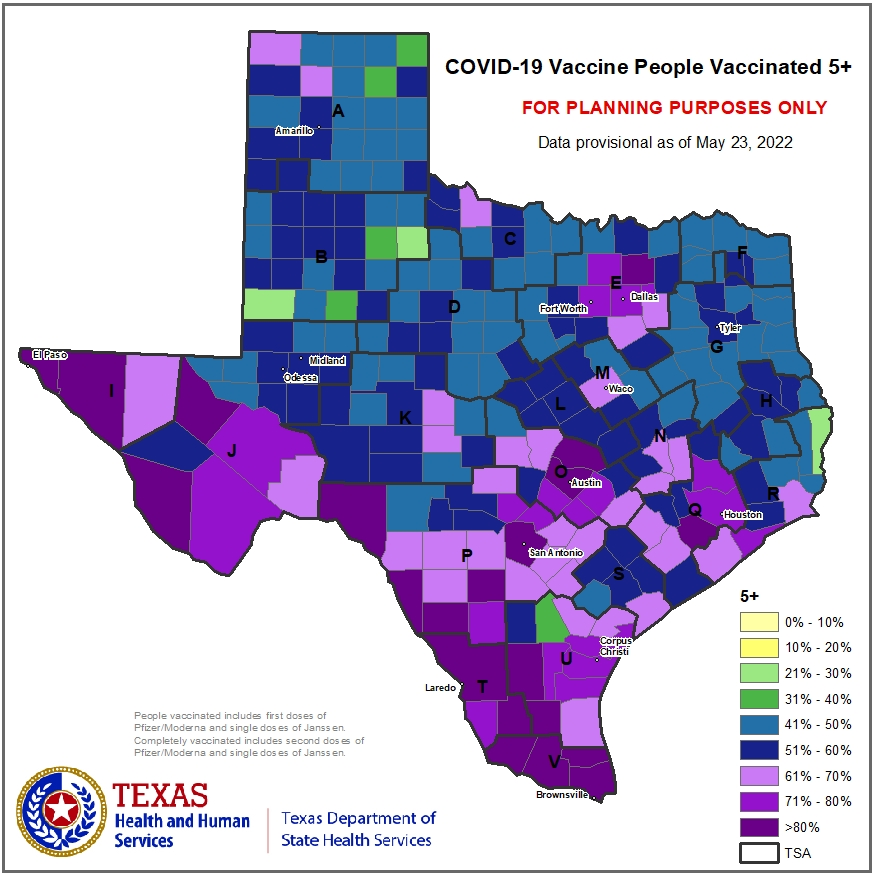 COVID-19 Vaccine People Vaccinated 5+
FOR PLANNING PURPOSES ONLY
Data provisional as of May 23, 2022
A
Amarillo
B
C
D
E
F
Fort Worth
Dallas
Tyler
G
El Paso
Midland
Odessa
I
J
K
L
M
Waco
H
N
O
Austin
P
San Antonio
Q
Houston
R
S
T
Laredo
U
Corpus
Christi
V
Brownsville
5+
0% - 10%
10% - 20%
21% - 30%
31% - 40%
41% - 50%
51% - 60%
61% - 70%
71% - 80%
>80%
TSA
People vaccinated includes first doses of
Pfizer/Moderna and single doses of Janssen.
Completely vaccinated includes second doses of
Pfizer/Moderna and single doses of Janssen.
TEXAS
Health and Human
Services
Texas Department of
State Health Services